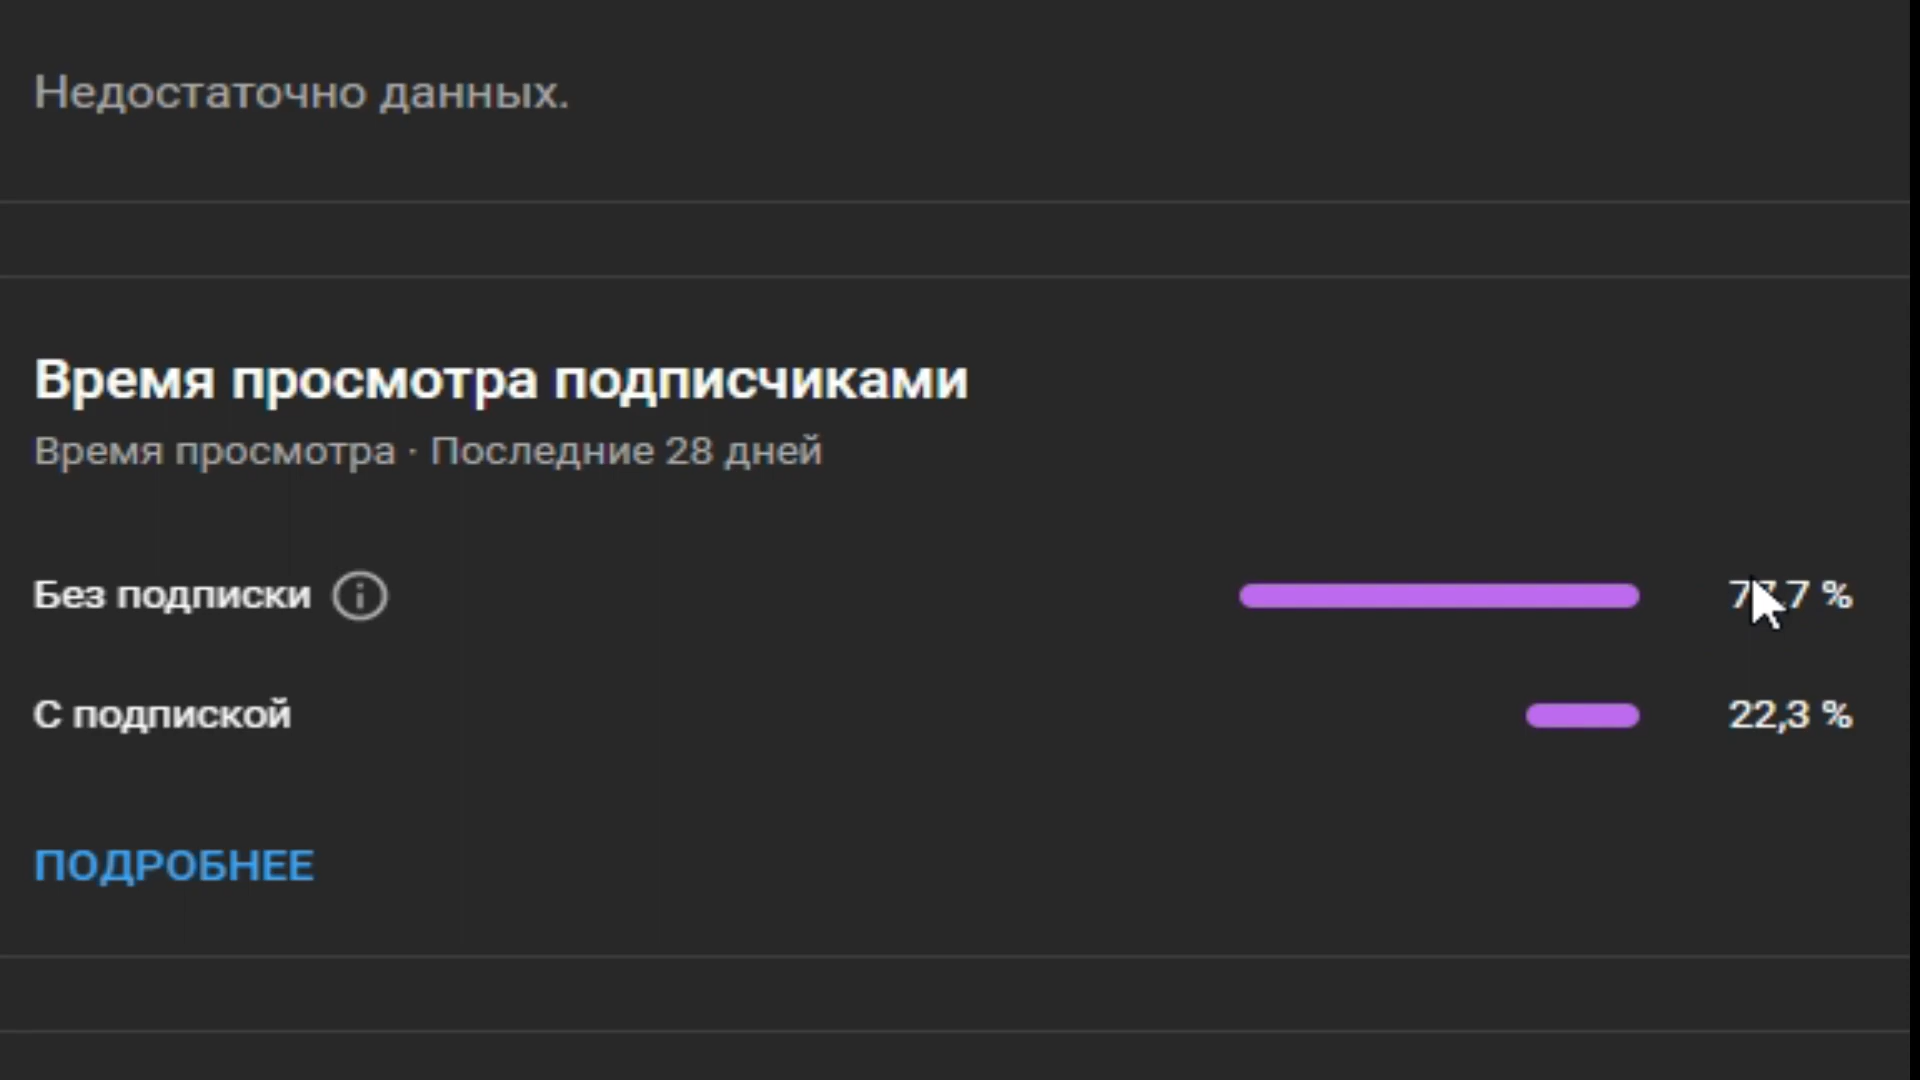 Недостаточно данных.
Время просмотра подписчиками
Время просмотра · Последние 28 дней
Без подписки
%
С подпиской 22,3 %
ПОДРОБНЕЕ